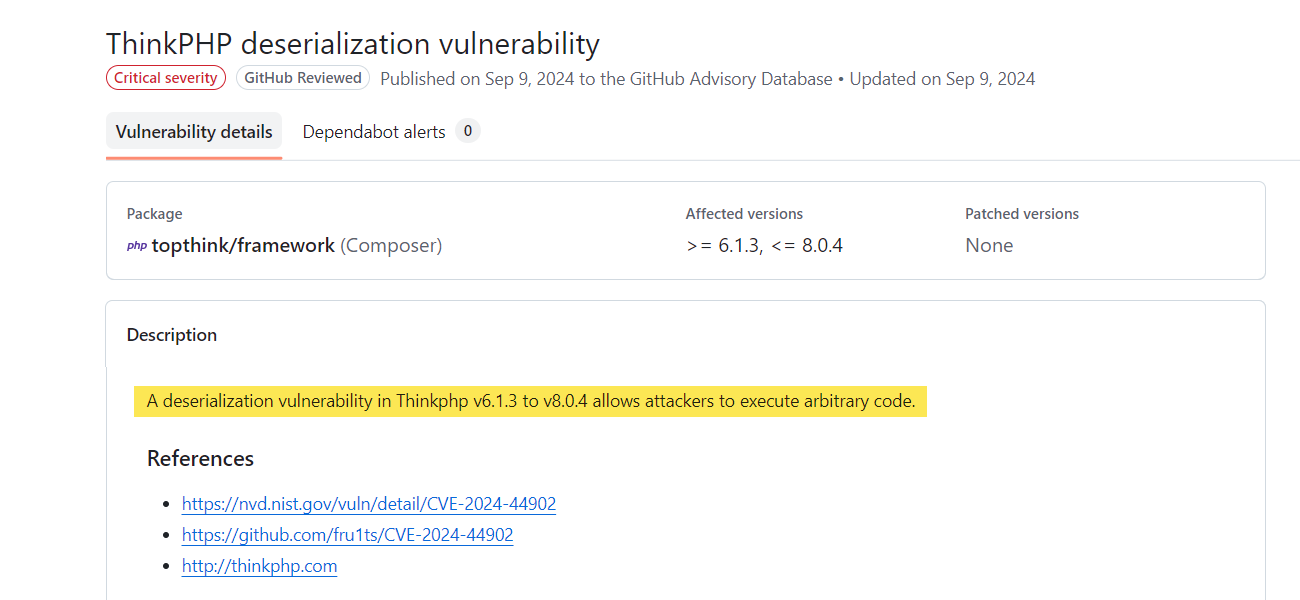 ThinkPHP deserialization vulnerability
Critical severity GitHub Reviewed Published on Sep 9, 2024 to the GitHub Advisory Database • Updated on Sep 9, 2024
Vulnerability details Dependabot alerts 0
Package Affected versions Patched versions
php topthink/framework (Composer) >= 6.1.3, <= 8.0.4 None
Description
A deserialization vulnerability in Thinkphp v6.1.3 to v8.0.4 allows attackers to execute arbitrary code.
References
• https://nvd.nist.gov/vuln/detail/CVE-2024-44902
• https://github.com/fru1ts/CVE-2024-44902
• http://thinkphp.com